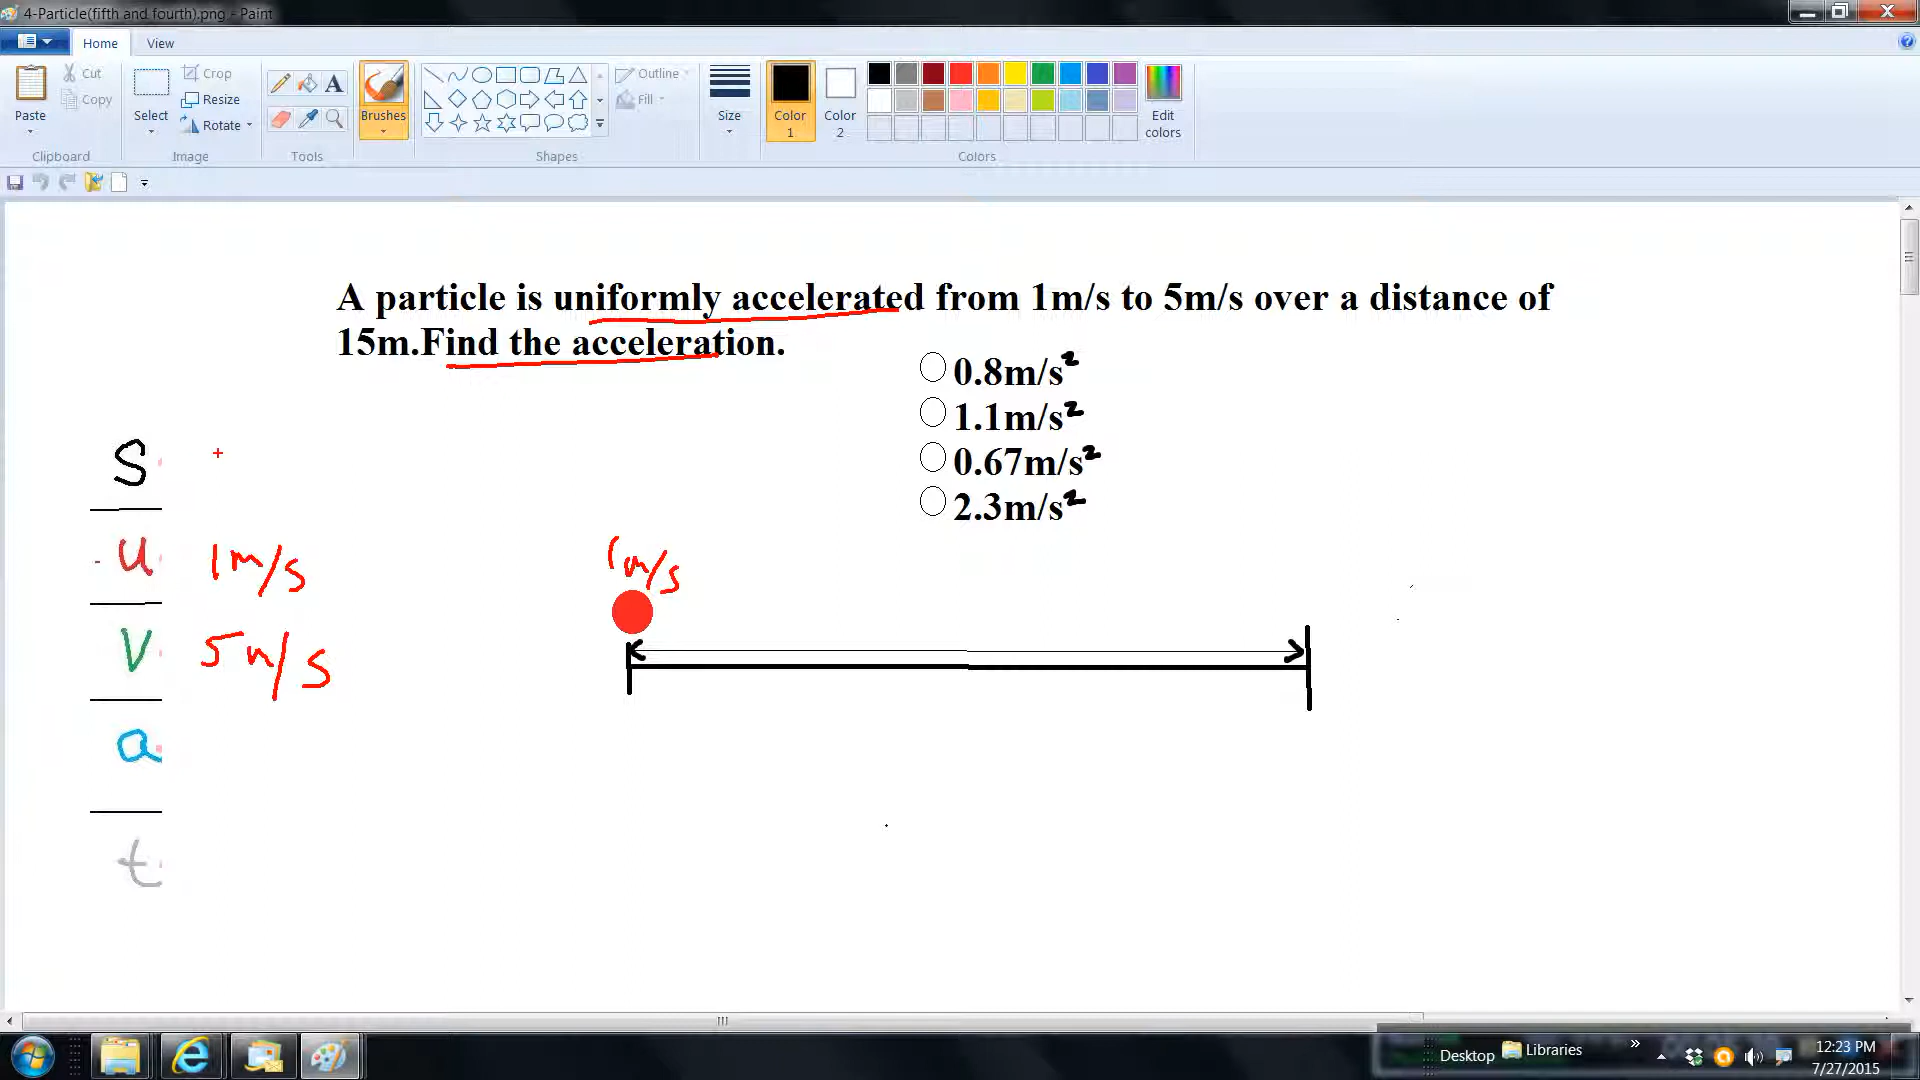 4-Particle(fifth and fourth).png - Paint
Home View
Paste
Cut
Copy
Clipboard
Select
Crop
Resize
Rotate
Image
Tools
Brushes
Shapes
Outline
Fill
Size
Color 1
Color 2
Edit colors
Colors
A particle is uniformly accelerated from 1m/s to 5m/s over a distance of
15m.Find the acceleration.
0.8m/s²
1.1m/s²
0.67m/s²
2.3m/s²
S
u 1m/s
1m/s
V 5m/s
a
t
Desktop Libraries »
12:23 PM
7/27/2015